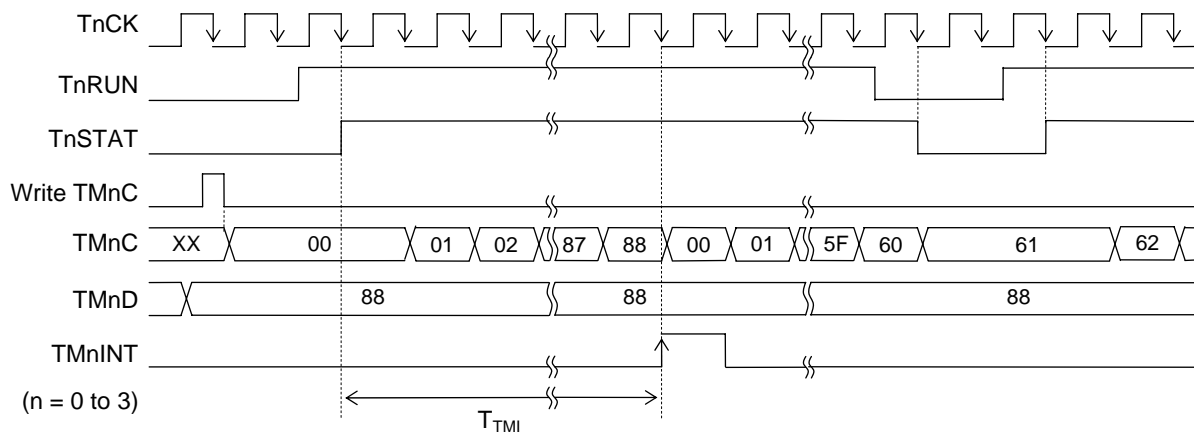 TnCK
TnRUN
TnSTAT
Write TMnC
TMnC XX 00 01 02 87 88 00 01 5F 60 61 62
TMnD 88 88 88
TMnINT
(n = 0 to 3)
TTMI